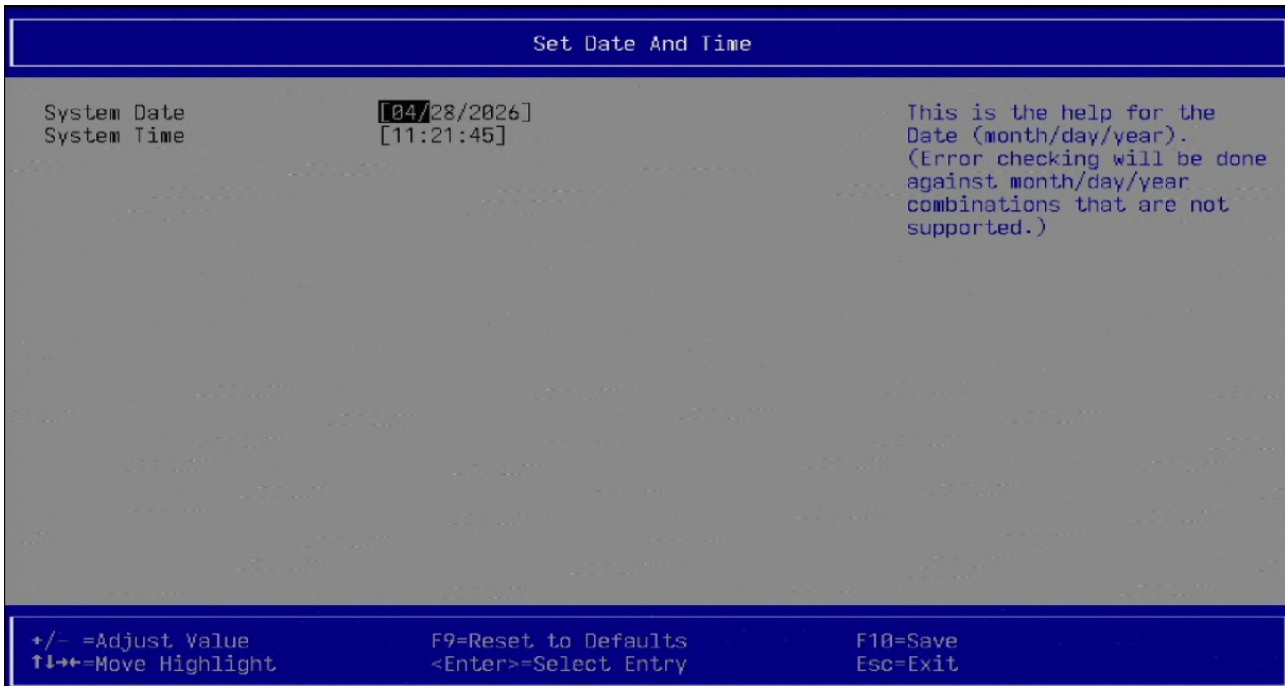 Set Date And Time
System Date [04/28/2026]
System Time [11:21:45]
This is the help for the
Date (month/day/year).
(Error checking will be done
against month/day/year
combinations that are not
supported.)
+/- =Adjust Value F9=Reset to Defaults F10=Save
↑↓→←=Move Highlight <Enter>=Select Entry Esc=Exit